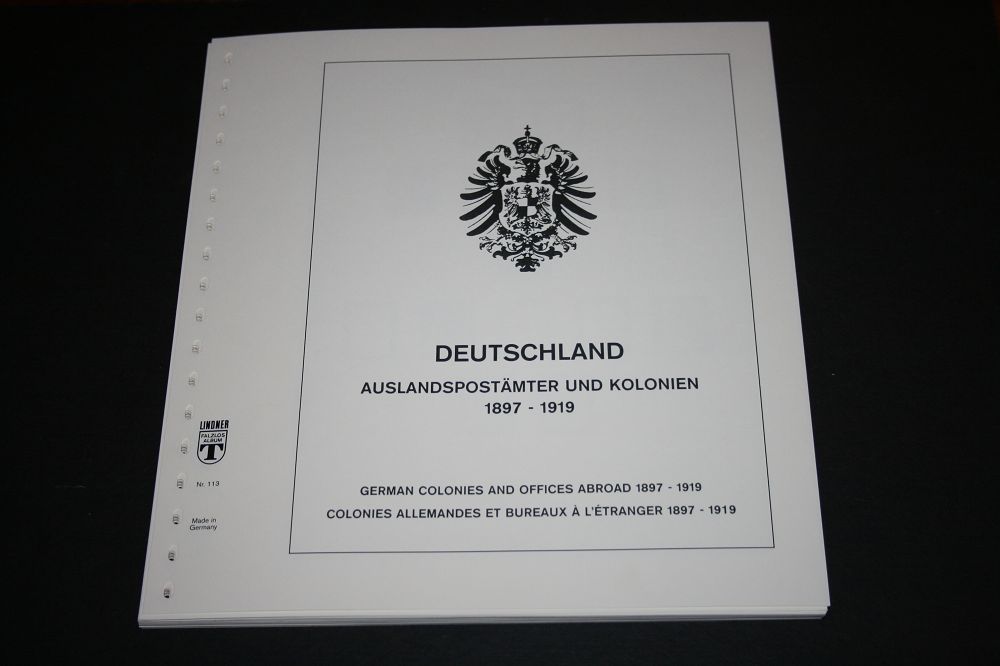 DEUTSCHLAND
AUSLANDSPOSTÄMTER UND KOLONIEN
1897 - 1919
GERMAN COLONIES AND OFFICES ABROAD 1897 - 1919
COLONIES ALLEMANDES ET BUREAUX À L'ÉTRANGER 1897 - 1919
LINDNER
FALZLOS
ALBUM
T
Nr. 113
Made in
Germany